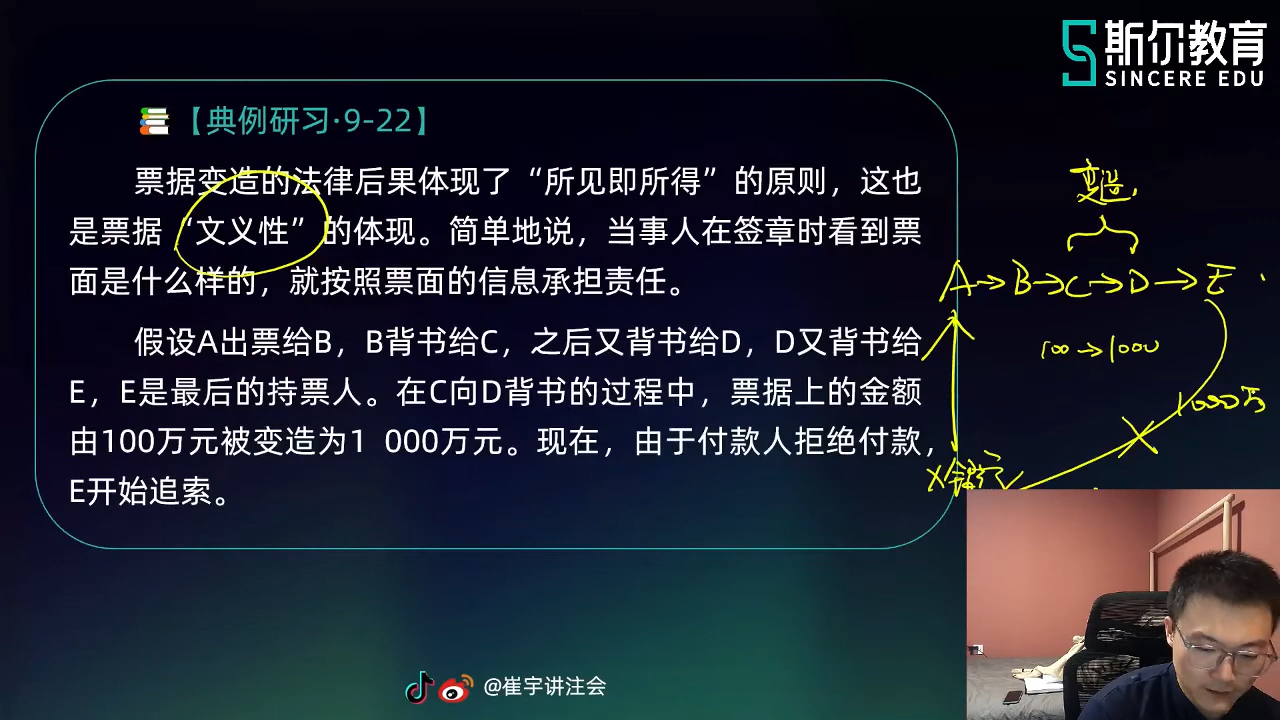 斯尔教育
SINCERE EDU
【典例研习·9-22】
票据变造的法律后果体现了“所见即所得”的原则，这也
是票据“文义性”的体现。简单地说，当事人在签章时看到票
面是什么样的，就按照票面的信息承担责任。
假设A出票给B，B背书给C，之后又背书给D，D又背书给
E，E是最后的持票人。在C向D背书的过程中，票据上的金额
由100万元被变造为1 000万元。现在，由于付款人拒绝付款，
E开始追索。
变造
A→B→C→D→E
100→1000
1000万
X银行
@崔宇讲注会